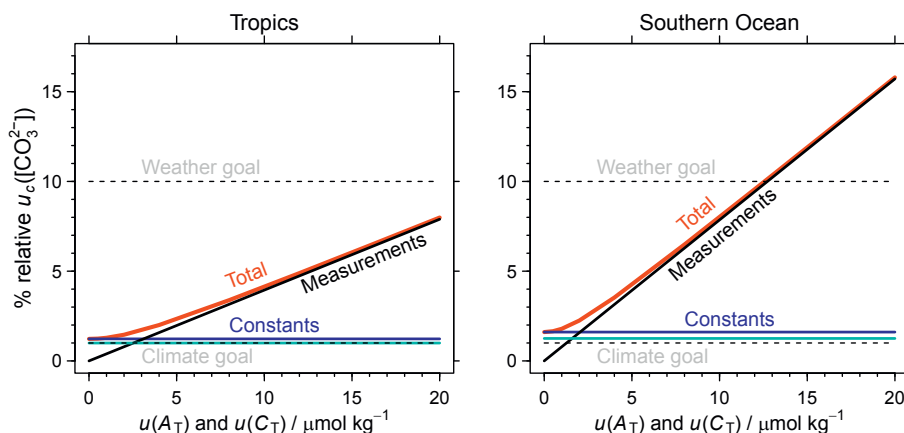 Tropics
Southern Ocean
% relative u_c([CO₃²⁻])
15
10
5
0
Weather goal
Total
Measurements
Constants
Climate goal
0 5 10 15 20
u(A_T) and u(C_T) / μmol kg⁻¹
15
10
5
0
Weather goal
Total
Measurements
Constants
Climate goal
0 5 10 15 20
u(A_T) and u(C_T) / μmol kg⁻¹